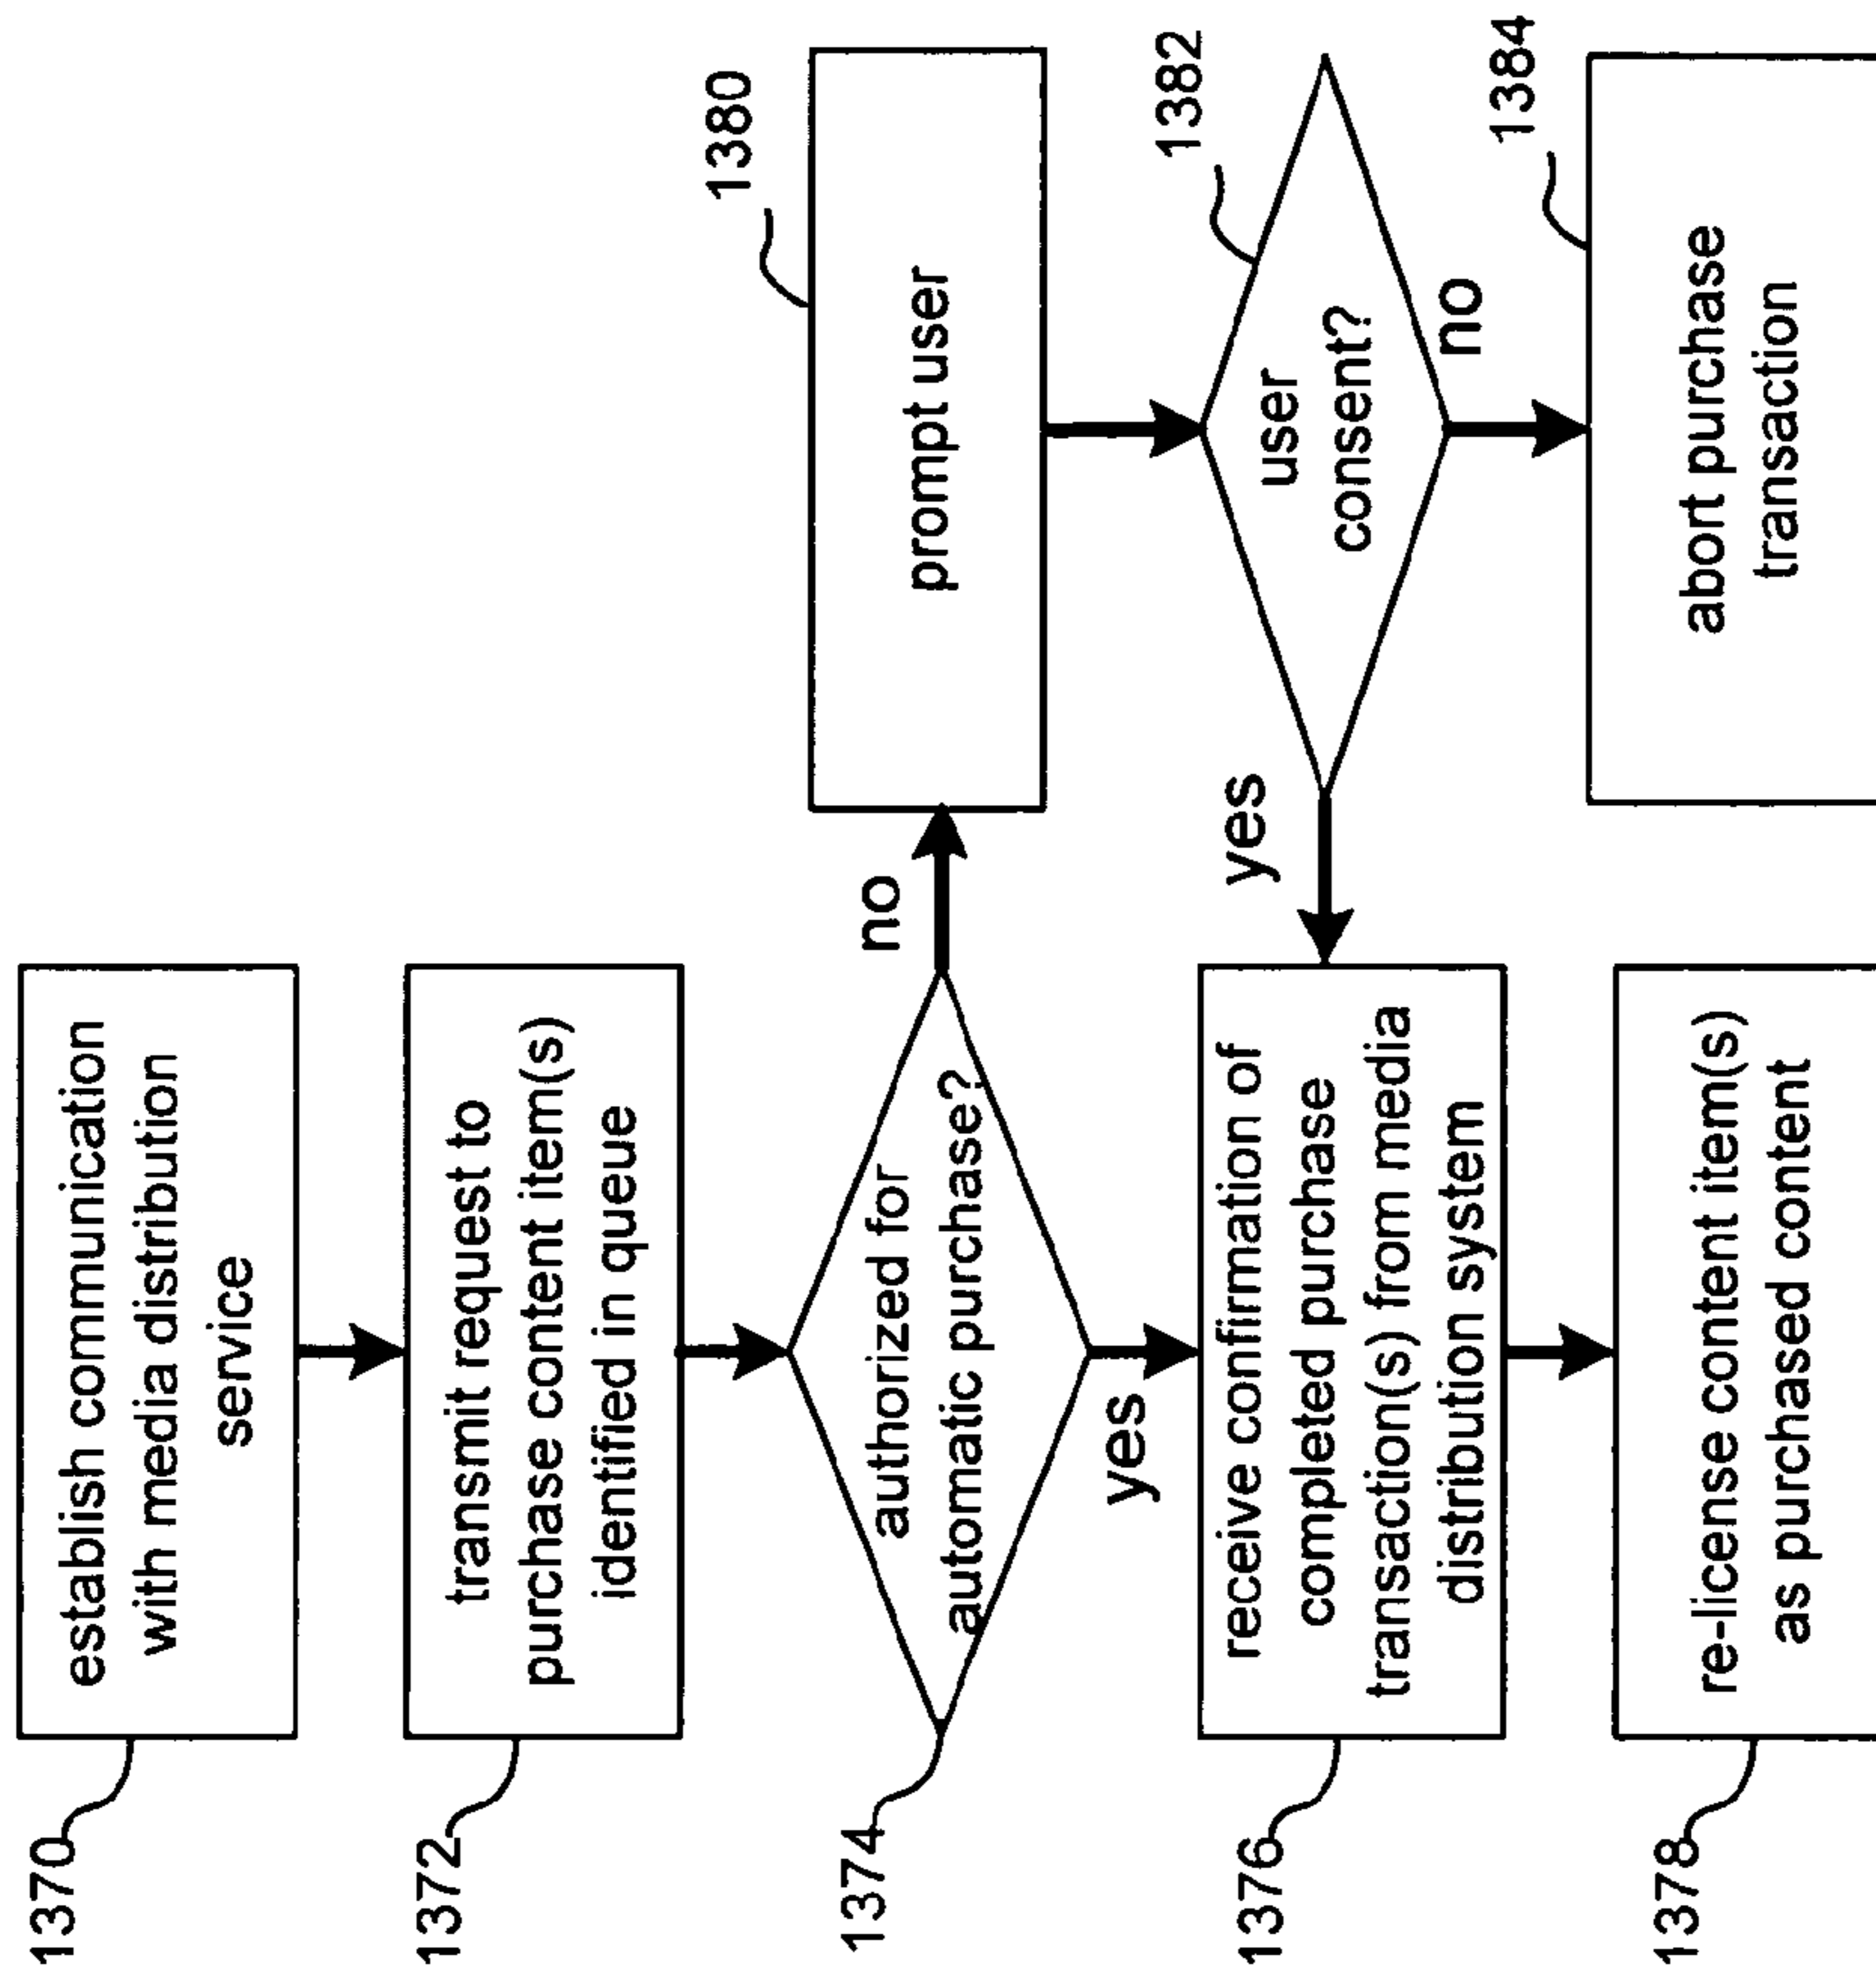 1370
establish communication
with media distribution
service
1372
transmit request to
purchase content item(s)
identified in queue
1374
authorized for
automatic purchase?
no
yes
1380
prompt user
1382
user
consent?
yes
no
1376
receive confirmation of
completed purchase
transaction(s) from media
distribution system
1384
abort purchase
transaction
1378
re-license content item(s)
as purchased content